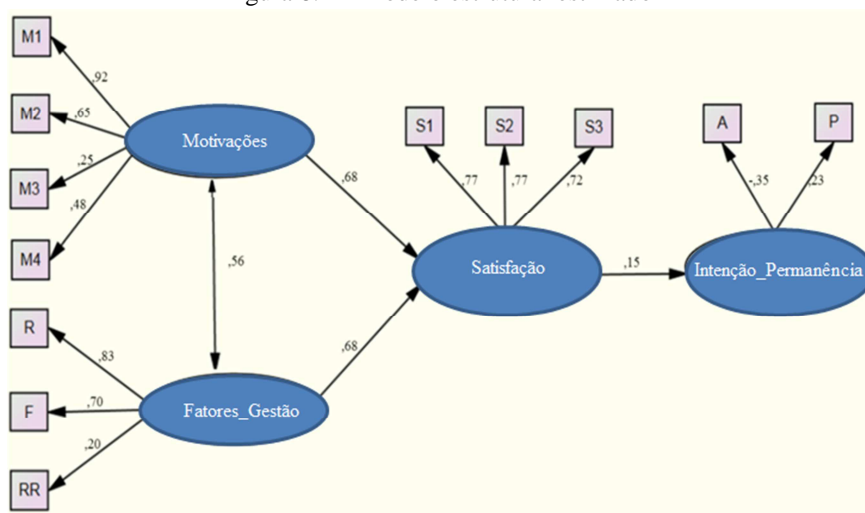 M1
,92
M2
,65
Motivações
M3
,25
M4
,48
,68
,56
R
,83
F
,70
Fatores_Gestão
RR
,20
,68
S1
S2
S3
,77
,77
,72
Satisfação
,15
A
P
-,35
,23
Intenção_Permanência